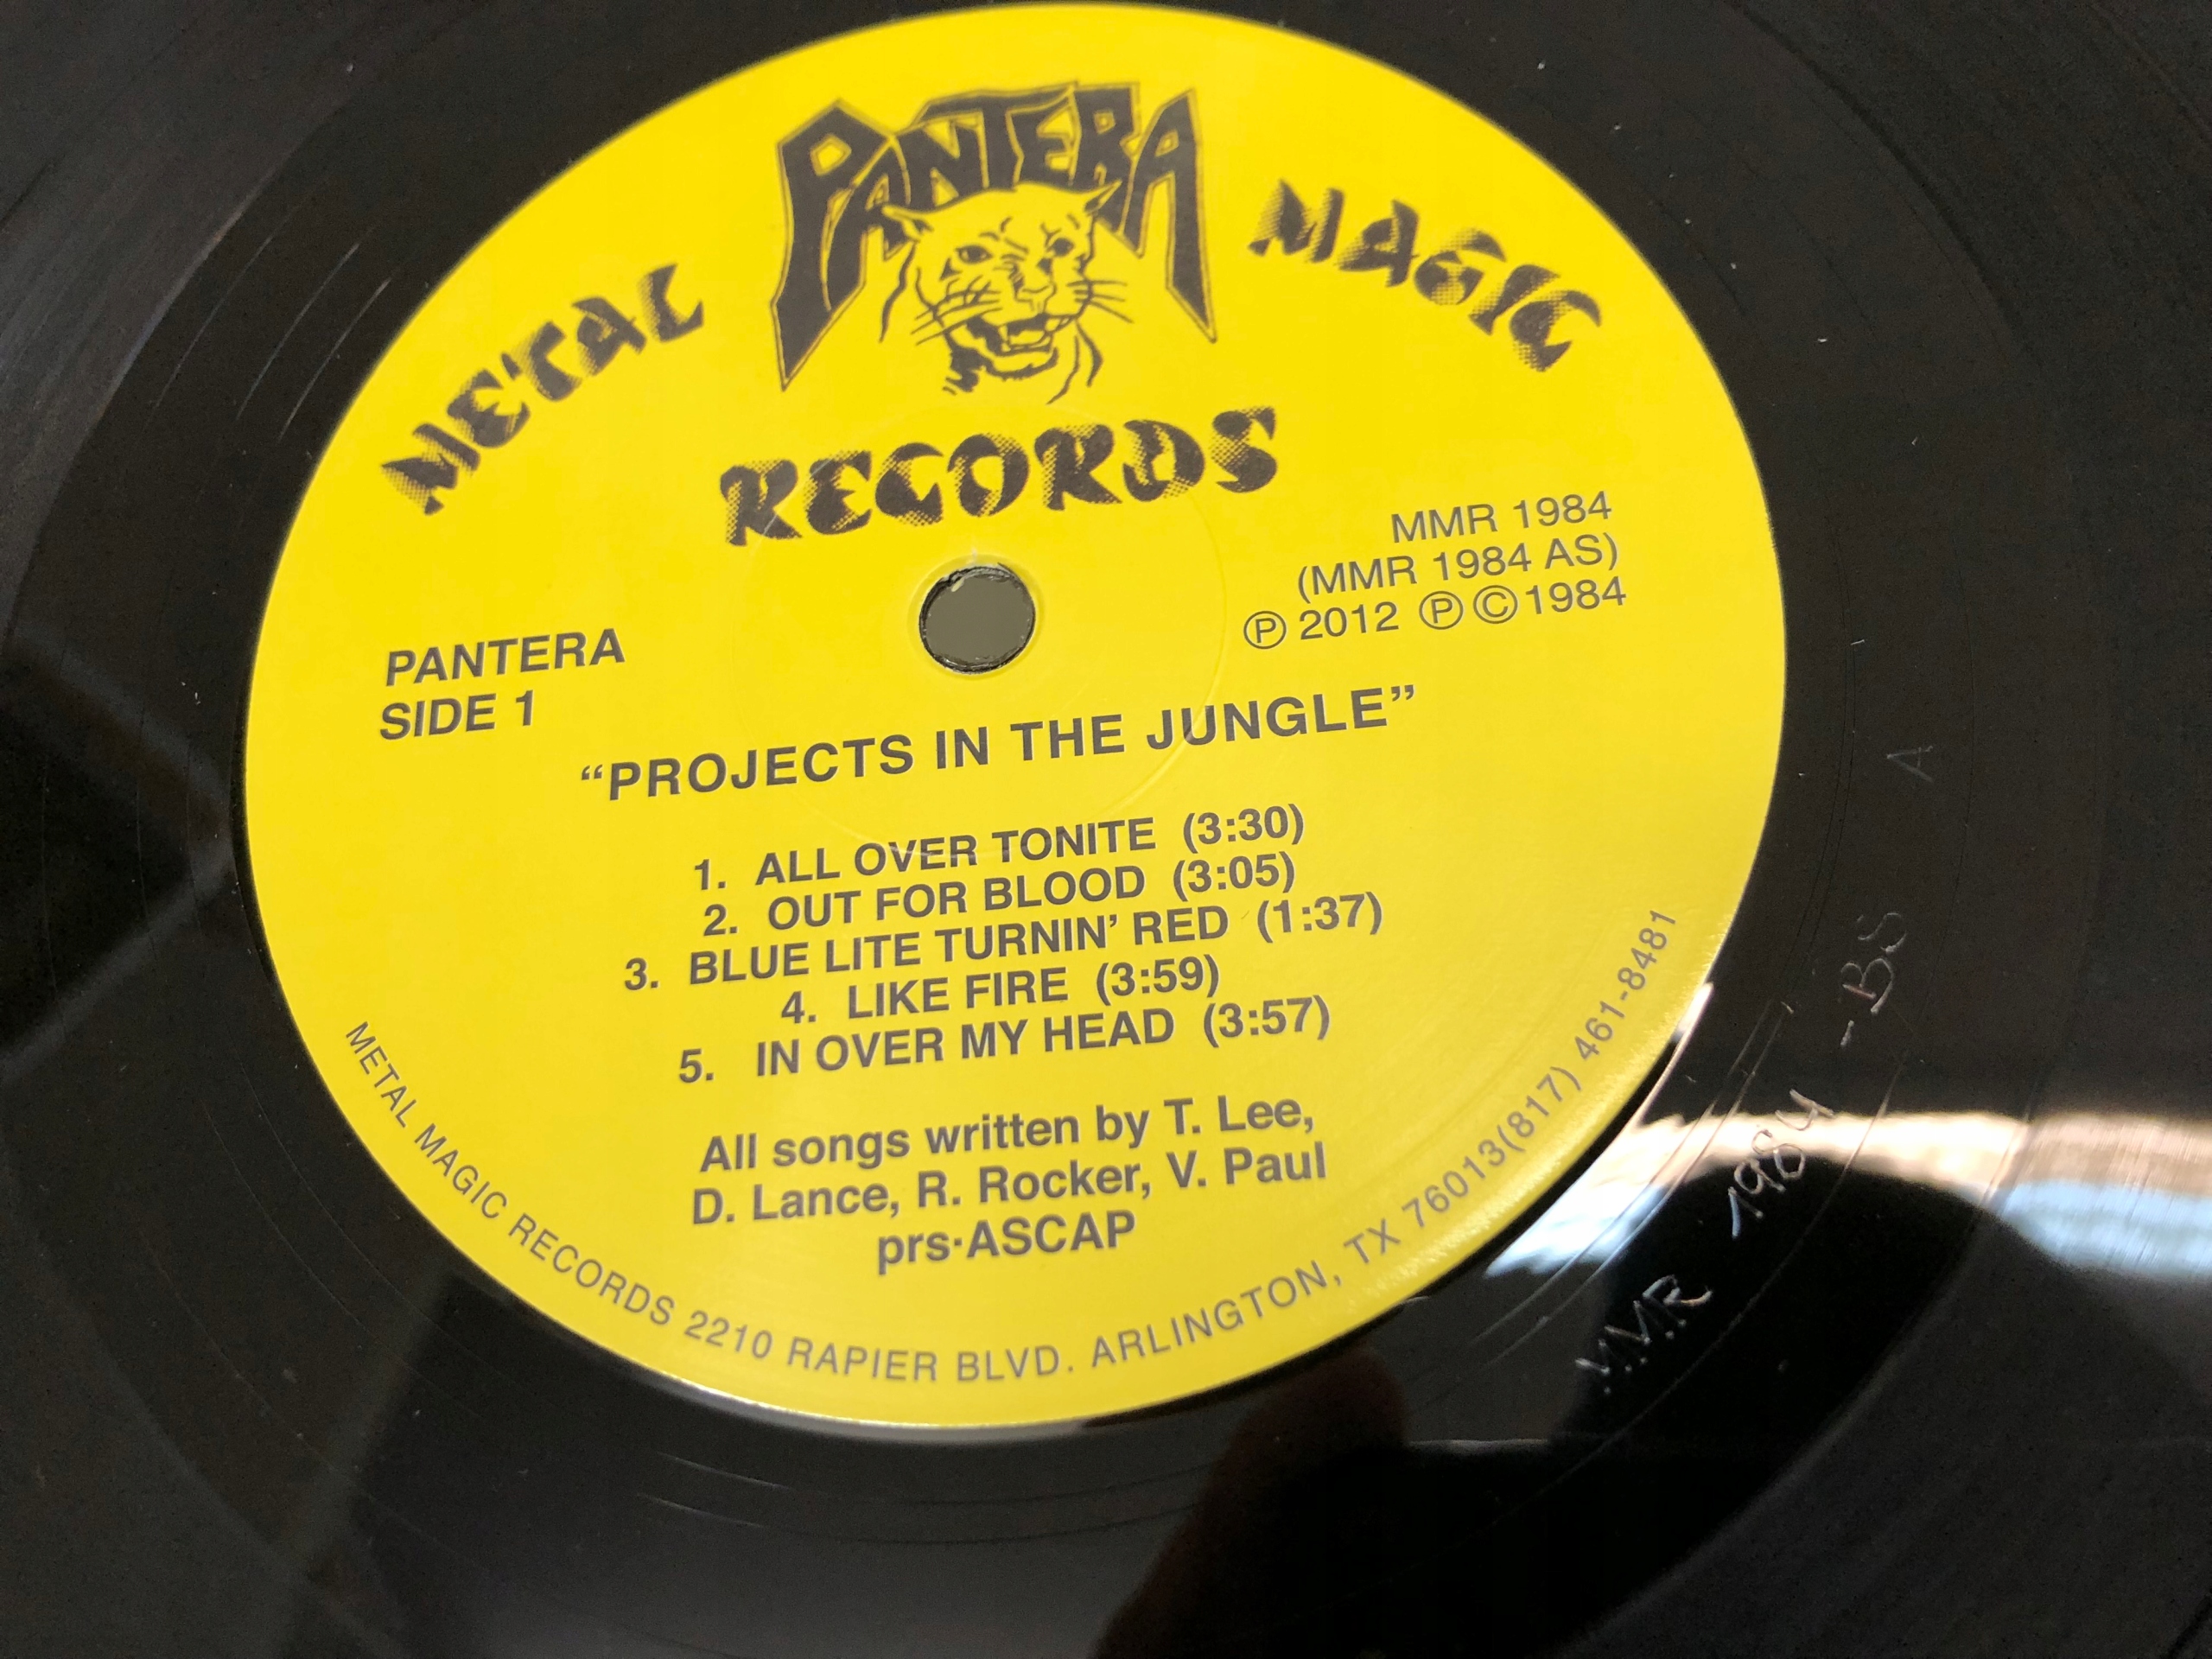 PANTERA
METAL MAGIC
RECORDS
MMR 1984
(MMR 1984 AS)
Ⓟ 2012 Ⓟ © 1984
PANTERA
SIDE 1
“PROJECTS IN THE JUNGLE”
1. ALL OVER TONITE (3:30)
2. OUT FOR BLOOD (3:05)
3. BLUE LITE TURNIN’ RED (1:37)
4. LIKE FIRE (3:59)
5. IN OVER MY HEAD (3:57)
All songs written by T. Lee,
D. Lance, R. Rocker, V. Paul
prs·ASCAP
METAL MAGIC RECORDS 2210 RAPIER BLVD. ARLINGTON, TX 76013(817) 461-8481
MMR 1984 -BS A